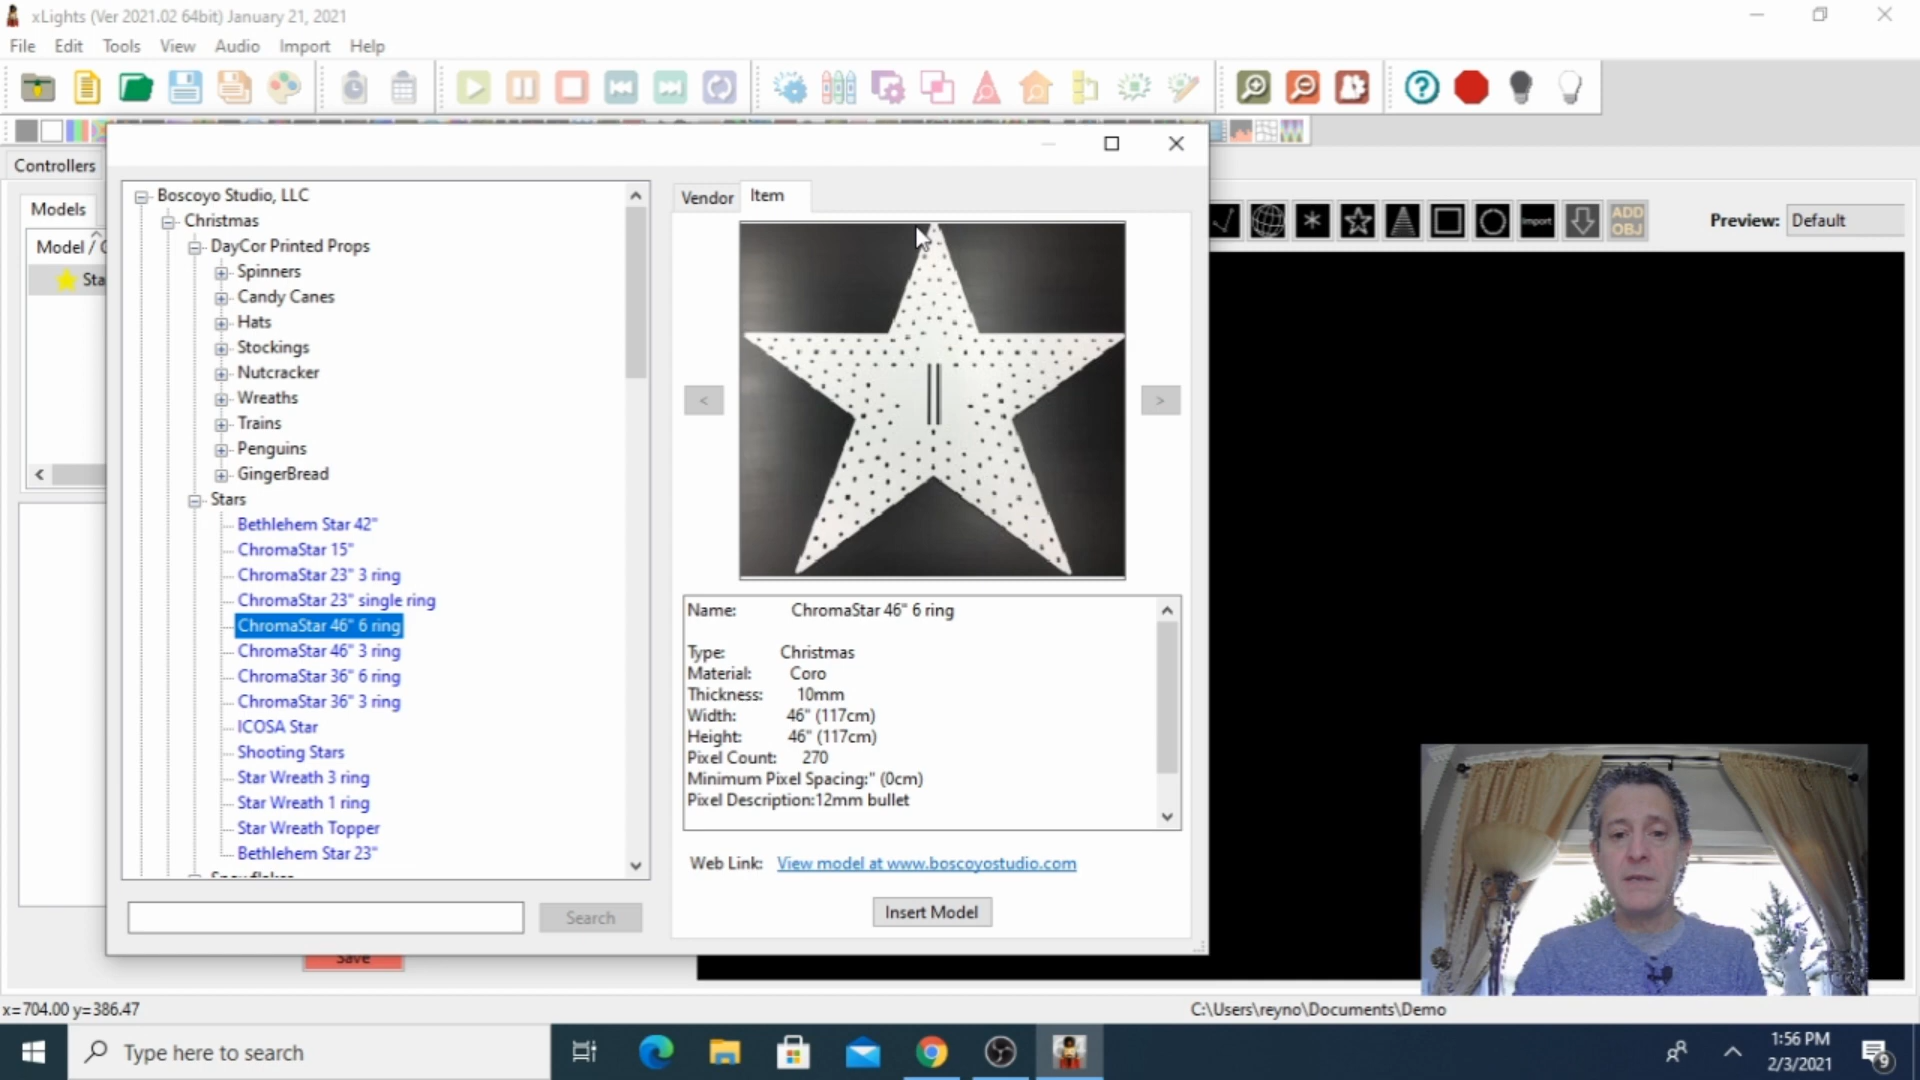 xLights (Ver 2021.02 64bit) January 21, 2021
File Edit Tools View Audio Import Help
Controllers
Models
Model / C
Sta
Boscoyo Studio, LLC
Christmas
DayCor Printed Props
Spinners
Candy Canes
Hats
Stockings
Nutcracker
Wreaths
Trains
Penguins
GingerBread
Stars
Bethlehem Star 42"
ChromaStar 15"
ChromaStar 23" 3 ring
ChromaStar 23" single ring
ChromaStar 46" 6 ring
ChromaStar 46" 3 ring
ChromaStar 36" 6 ring
ChromaStar 36" 3 ring
ICOSA Star
Shooting Stars
Star Wreath 3 ring
Star Wreath 1 ring
Star Wreath Topper
Bethlehem Star 23"
Snowflakes
Search
Save
Vendor Item
<
>
Name: ChromaStar 46" 6 ring
Type: Christmas
Material: Coro
Thickness: 10mm
Width: 46" (117cm)
Height: 46" (117cm)
Pixel Count: 270
Minimum Pixel Spacing:" (0cm)
Pixel Description:12mm bullet
Web Link: View model at www.boscoyostudio.com
Insert Model
Import
ADD
OBJ
Preview: Default
x=704.00 y=386.47
C:\Users\reyno\Documents\Demo
Type here to search
1:56 PM
2/3/2021
9